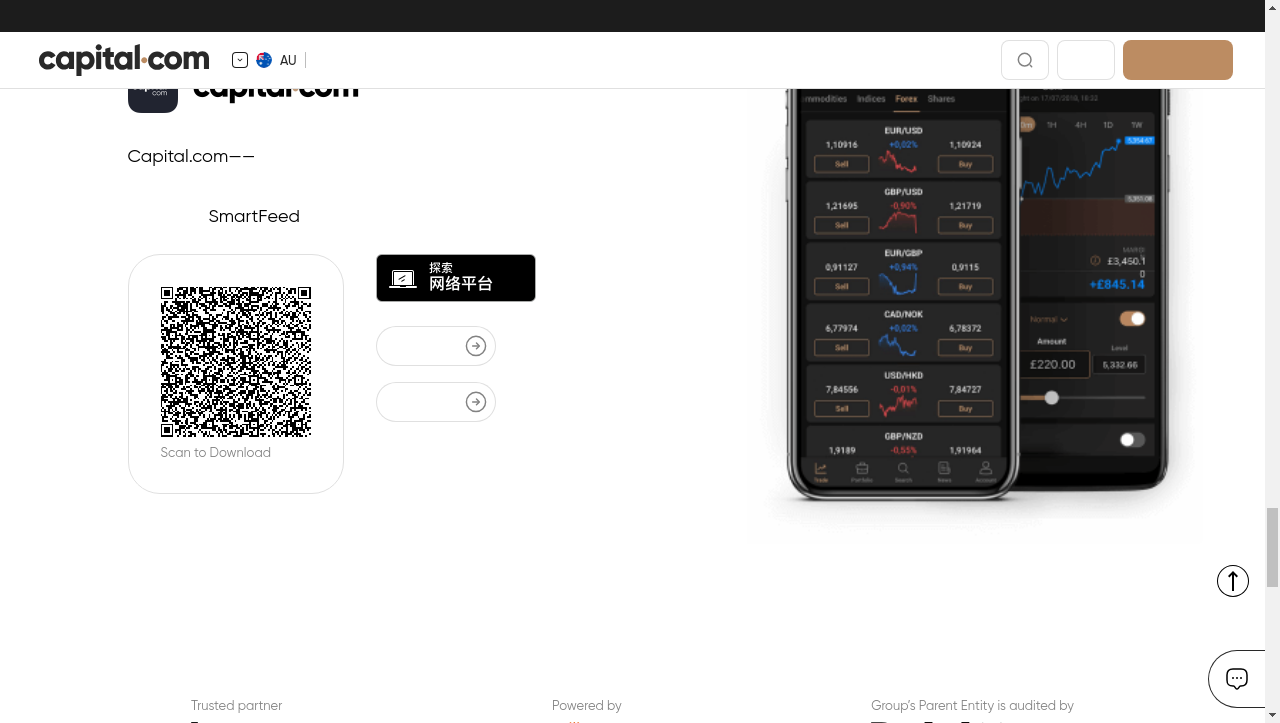 capital.com
AU
com
capital.com
Capital.com——
SmartFeed
探索
网络平台
Scan to Download
Indices Forex Shares
1H 4H 1D 1W
EUR/USD
1,10916 +0,02% 1,10924
Sell Buy
GBP/USD
1,21695 -0,90% 1,21719
Sell Buy
EUR/GBP
0,91127 +0,94% 0,9115
Sell Buy
CAD/NOK
6,77974 +0,02% 6,78372
Sell Buy
USD/HKD
7,84556 -0,01% 7,84727
Sell Buy
GBP/NZD
1,9189 -0,55% 1,91964
Trade Portfolio Search News Account
£3,450.1
+£845.14
Normal
Amount Level
£220.00 5,332.66
Trusted partner
Powered by
Group's Parent Entity is audited by